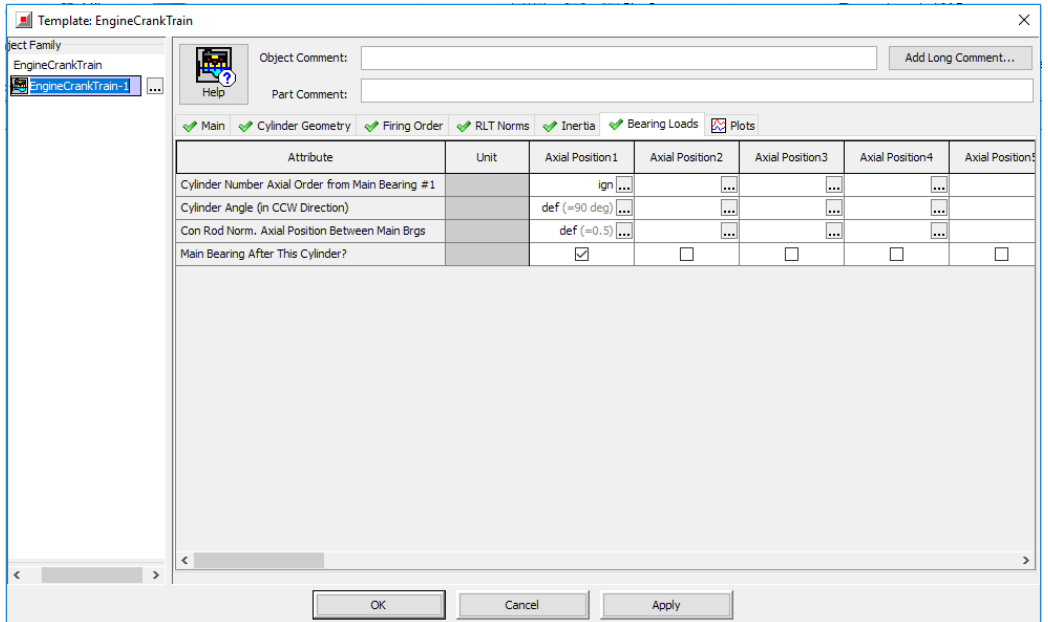 Template: EngineCrankTrain
ject Family
EngineCrankTrain
EngineCrankTrain-1 ...
Help
Object Comment:
Add Long Comment...
Part Comment:
Main Cylinder Geometry Firing Order RLT Norms Inertia Bearing Loads Plots
Attribute Unit Axial Position1 Axial Position2 Axial Position3 Axial Position4 Axial Position5
Cylinder Number Axial Order from Main Bearing #1 ign ... ... ... ...
Cylinder Angle (in CCW Direction) def (=90 deg) ... ... ... ...
Con Rod Norm. Axial Position Between Main Brgs def (=0.5) ... ... ... ...
Main Bearing After This Cylinder?
OK Cancel Apply